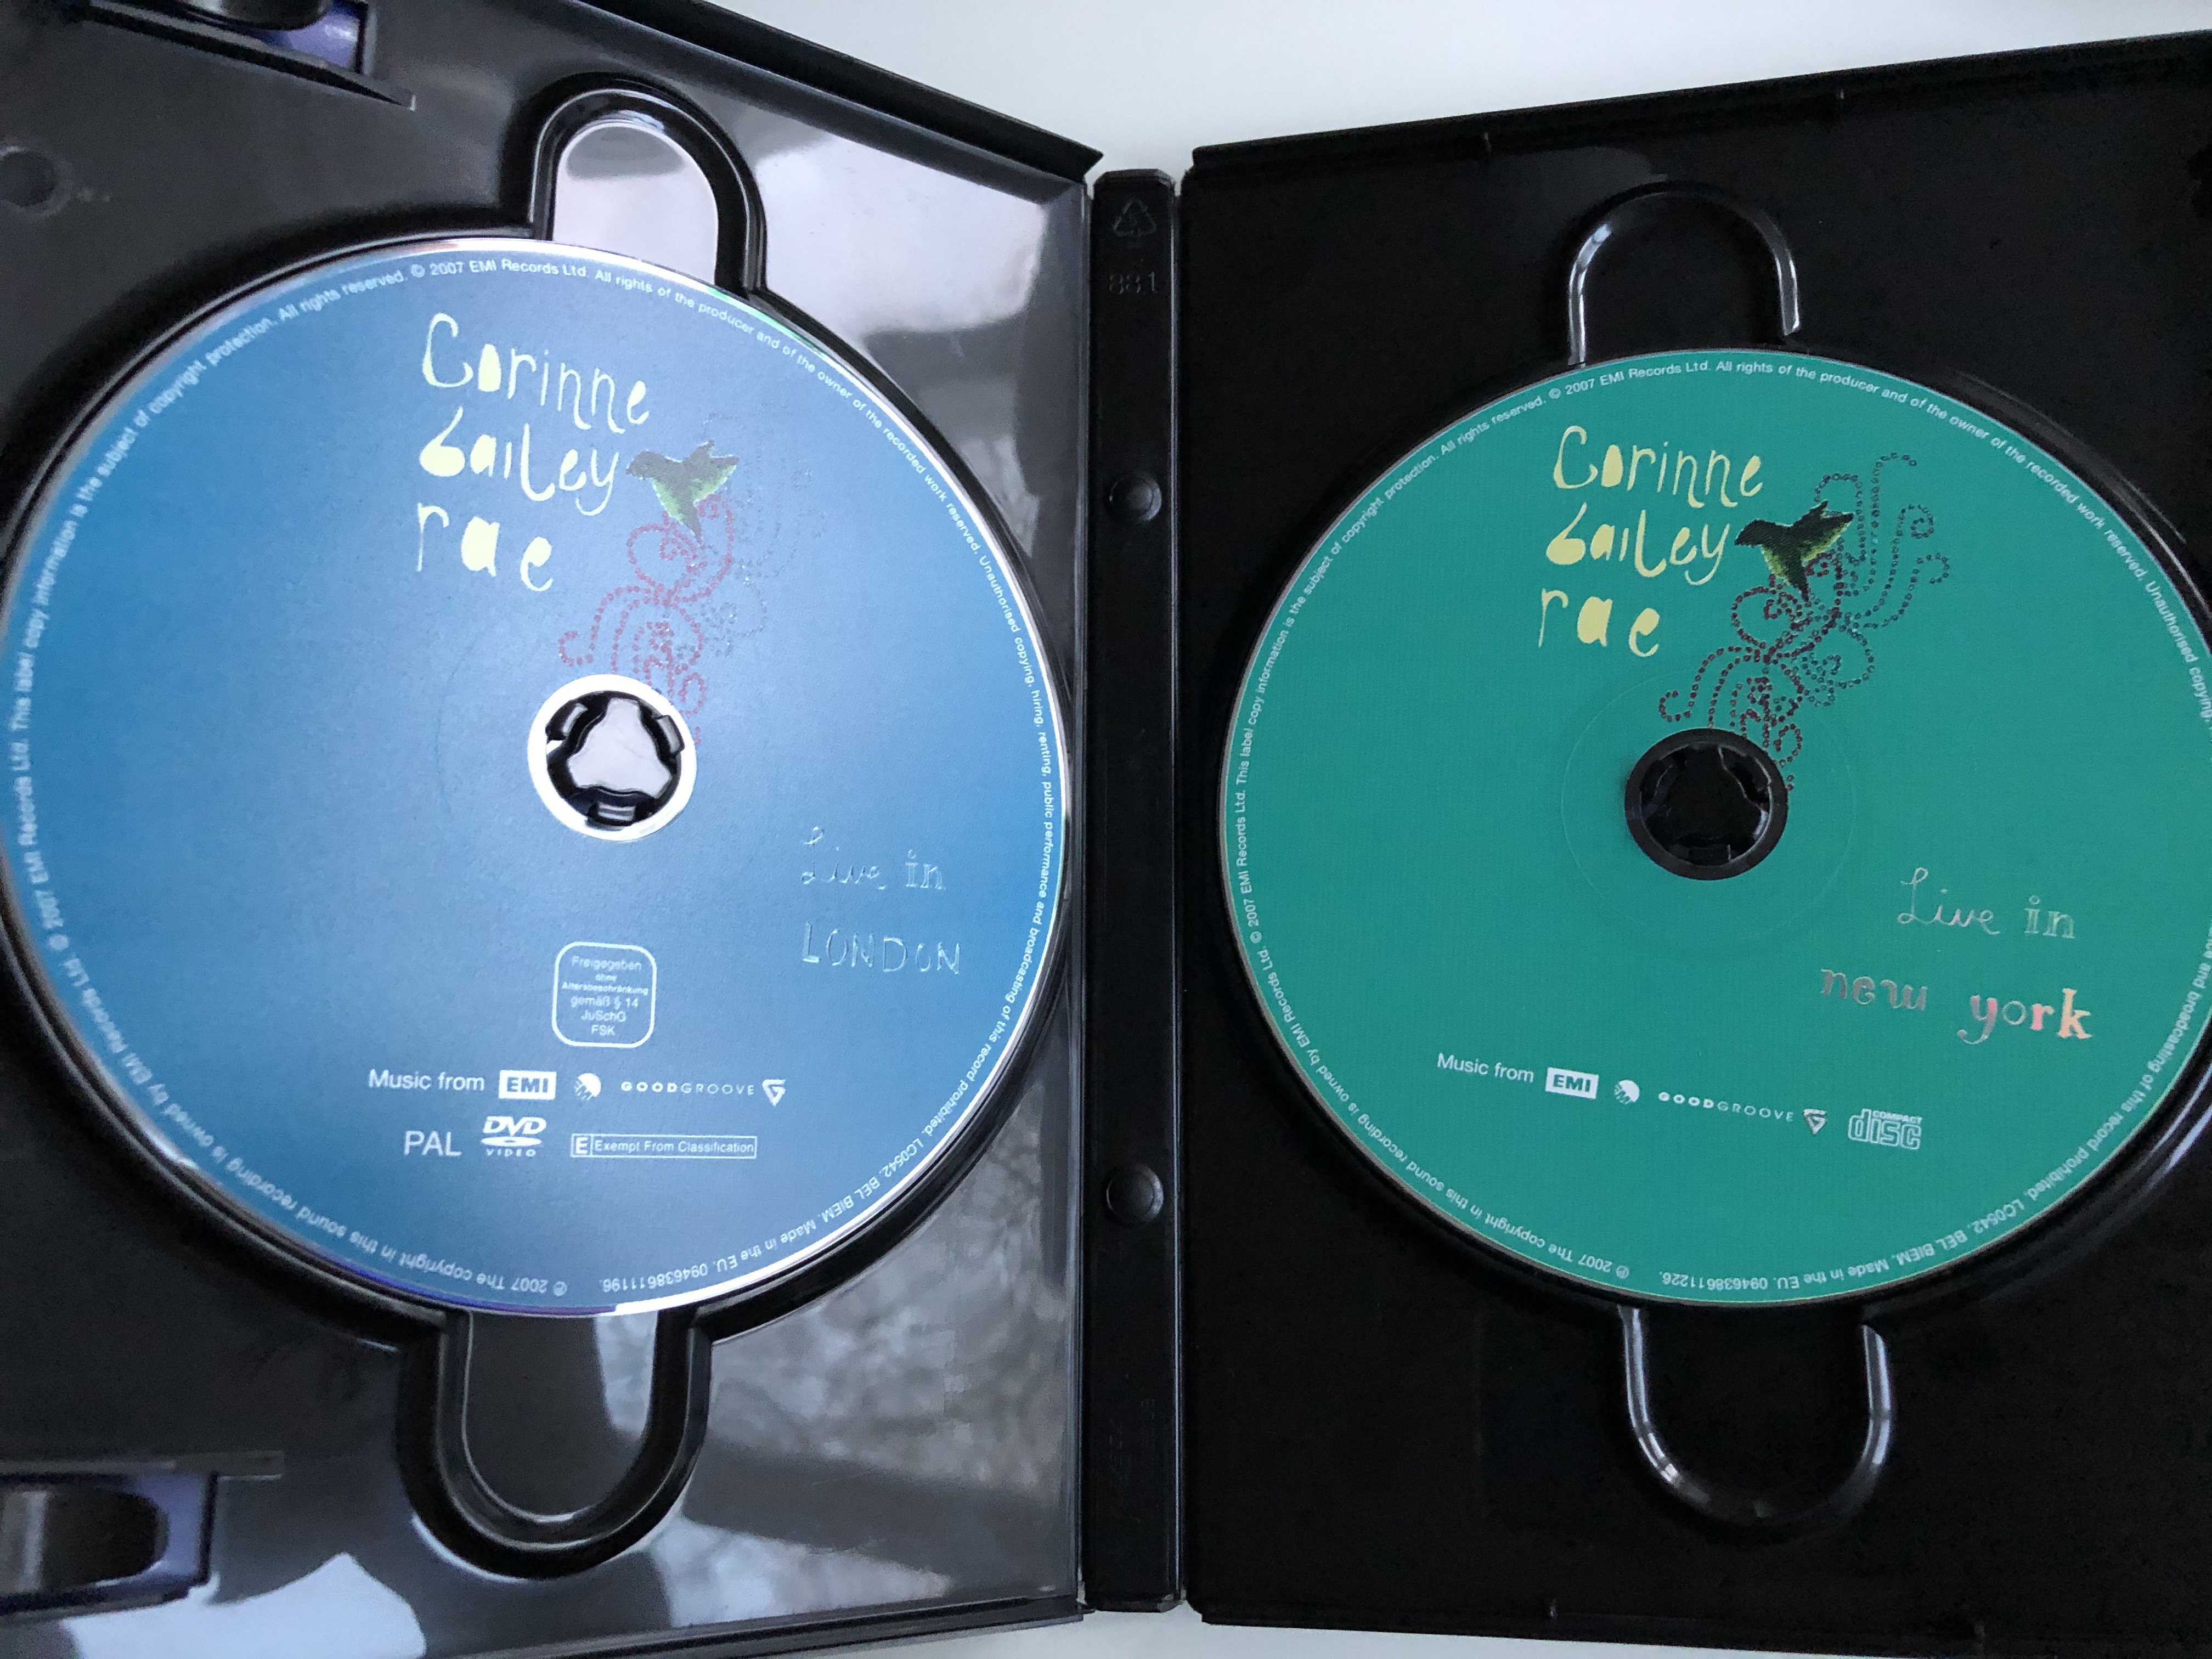 Corinne
bailey
rae
Live in
LONDON
Freigegeben
ohne
Altersbeschränkung
gemäß § 14
JuSchG
FSK
Music from EMI EMI GOODGROOVE G
PAL DVD VIDEO E Exempt From Classification
℗ 2007 The copyright in this sound recording is owned by EMI Records Ltd. © 2007 EMI Records Ltd. This label copy information is the subject of copyright protection. All rights reserved. © 2007 EMI Records Ltd. All rights of the producer and of the owner of the recorded work reserved. Unauthorised copying, hiring, renting, public performance and broadcasting of this record prohibited. LC0542. BEL BIEM. Made in the EU. 0946386111196.
88.1
Corinne
bailey
rae
Live in
new york
Music from EMI EMI GOODGROOVE G COMPACT disc
℗ 2007 The copyright in this sound recording is owned by EMI Records Ltd. © 2007 EMI Records Ltd. This label copy information is the subject of copyright protection. All rights reserved. © 2007 EMI Records Ltd. All rights of the producer and of the owner of the recorded work reserved. Unauthorised copying, and broadcasting of this record prohibited. LC0542. BEL BIEM. Made in the EU. 0946386111226.